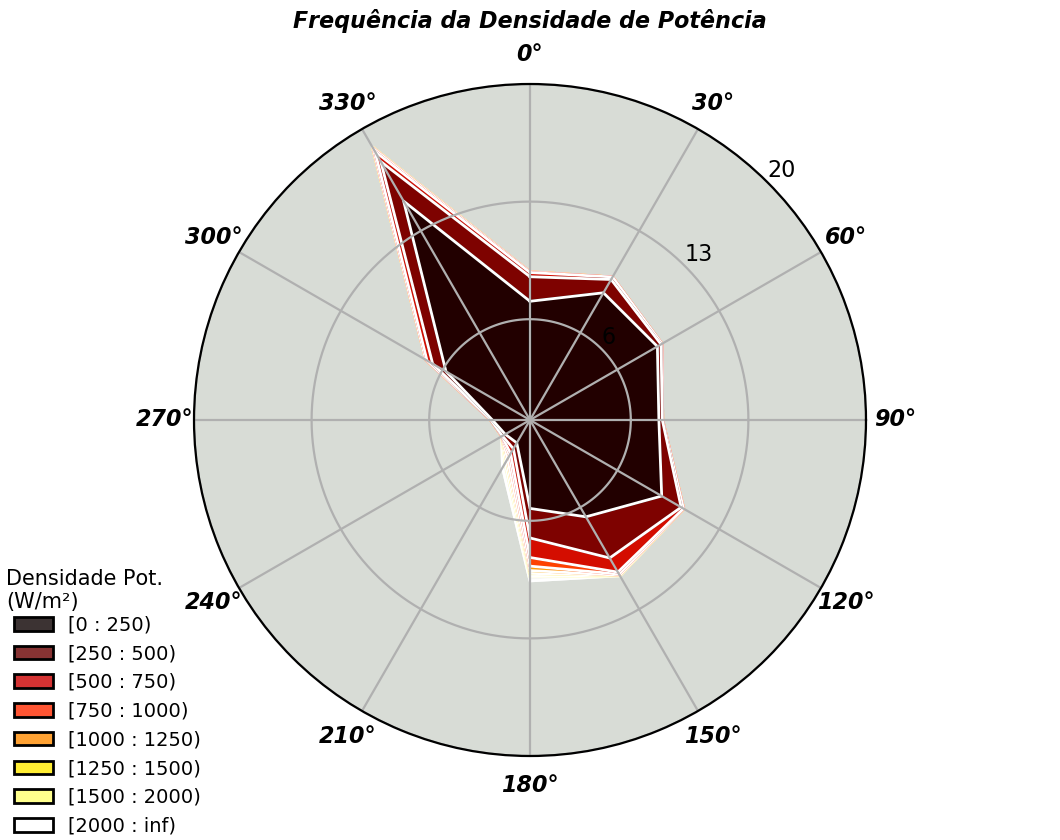 Frequência da Densidade de Potência
0°
330°
30°
20
300°
60°
13
6
270°
90°
240°
120°
210°
150°
180°
Densidade Pot.
(W/m²)
[0 : 250)
[250 : 500)
[500 : 750)
[750 : 1000)
[1000 : 1250)
[1250 : 1500)
[1500 : 2000)
[2000 : inf)